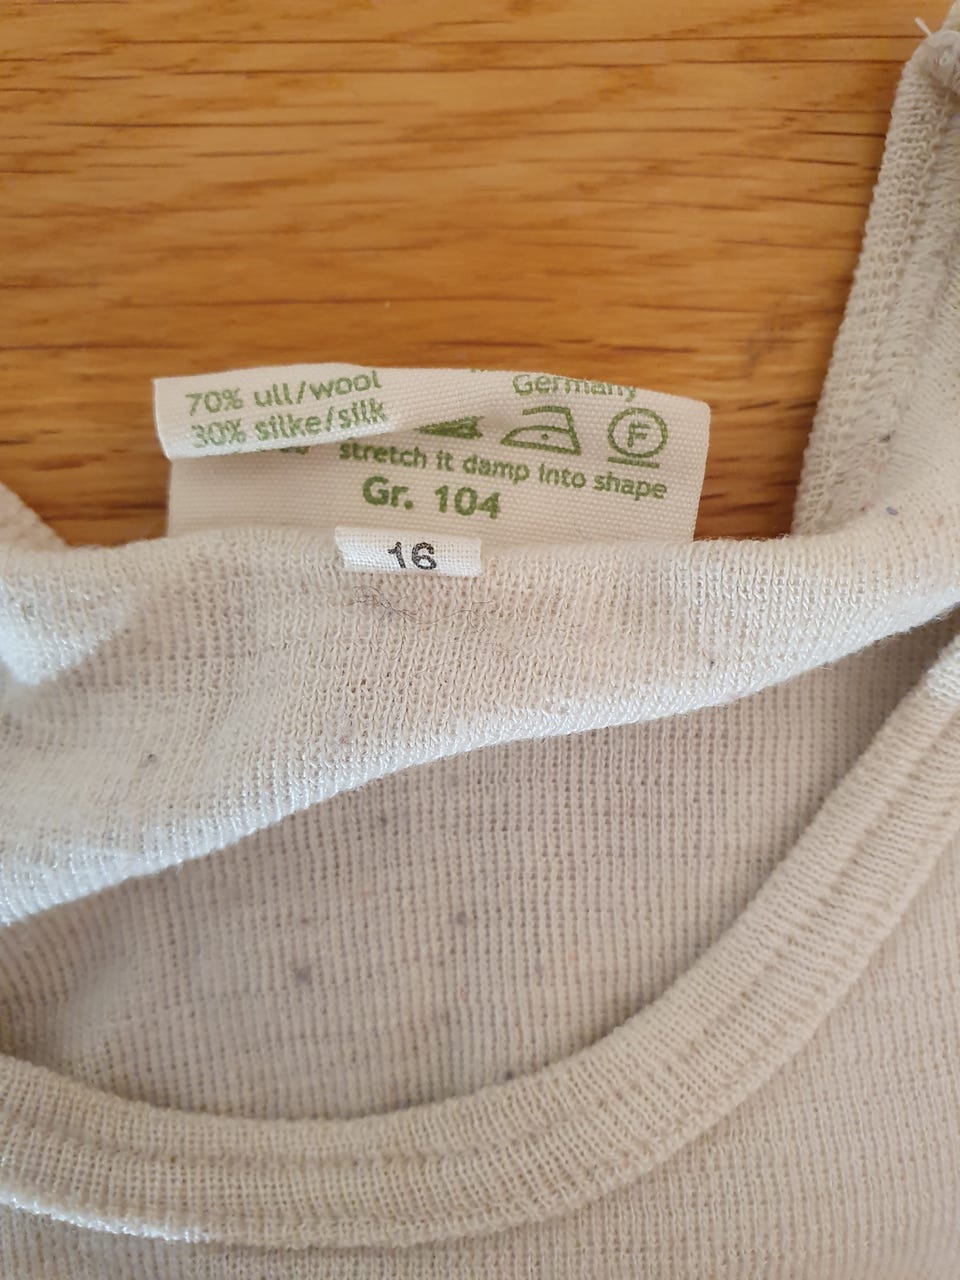 70% ull/wool
30% silke/silk
Germany
F
stretch it damp into shape
Gr. 104
16